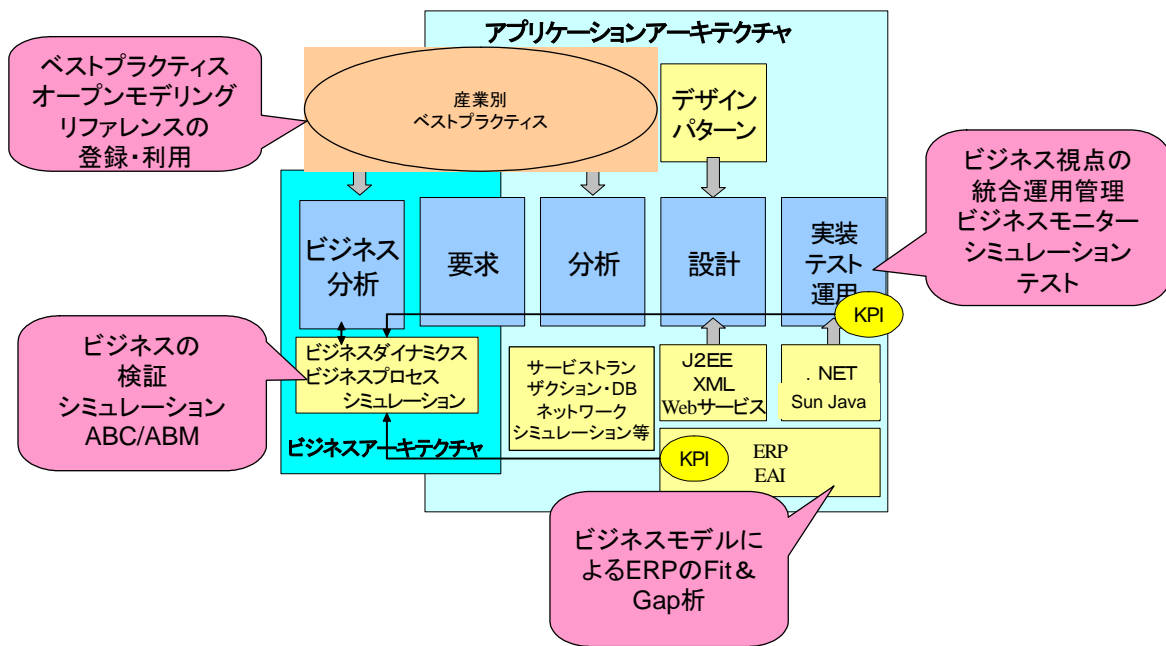 アプリケーションアーキテクチャ
ベストプラクティス
オープンモデリング
リファレンスの
登録・利用
産業別
ベストプラクティス
デザイン
パターン
ビジネス視点の
統合運用管理
ビジネスモニター
シミュレーション
テスト
ビジネス
分析
要求
分析
設計
実装
テスト
運用
KPI
ビジネスの
検証
シミュレーション
ABC/ABM
ビジネスダイナミクス
ビジネスプロセス
シミュレーション
ビジネスアーキテクチャ
サービストラン
ザクション・DB
ネットワーク
シミュレーション等
J2EE
XML
Webサービス
．NET
Sun Java
KPI
ERP
EAI
ビジネスモデルに
よるERPのFit＆
Gap析